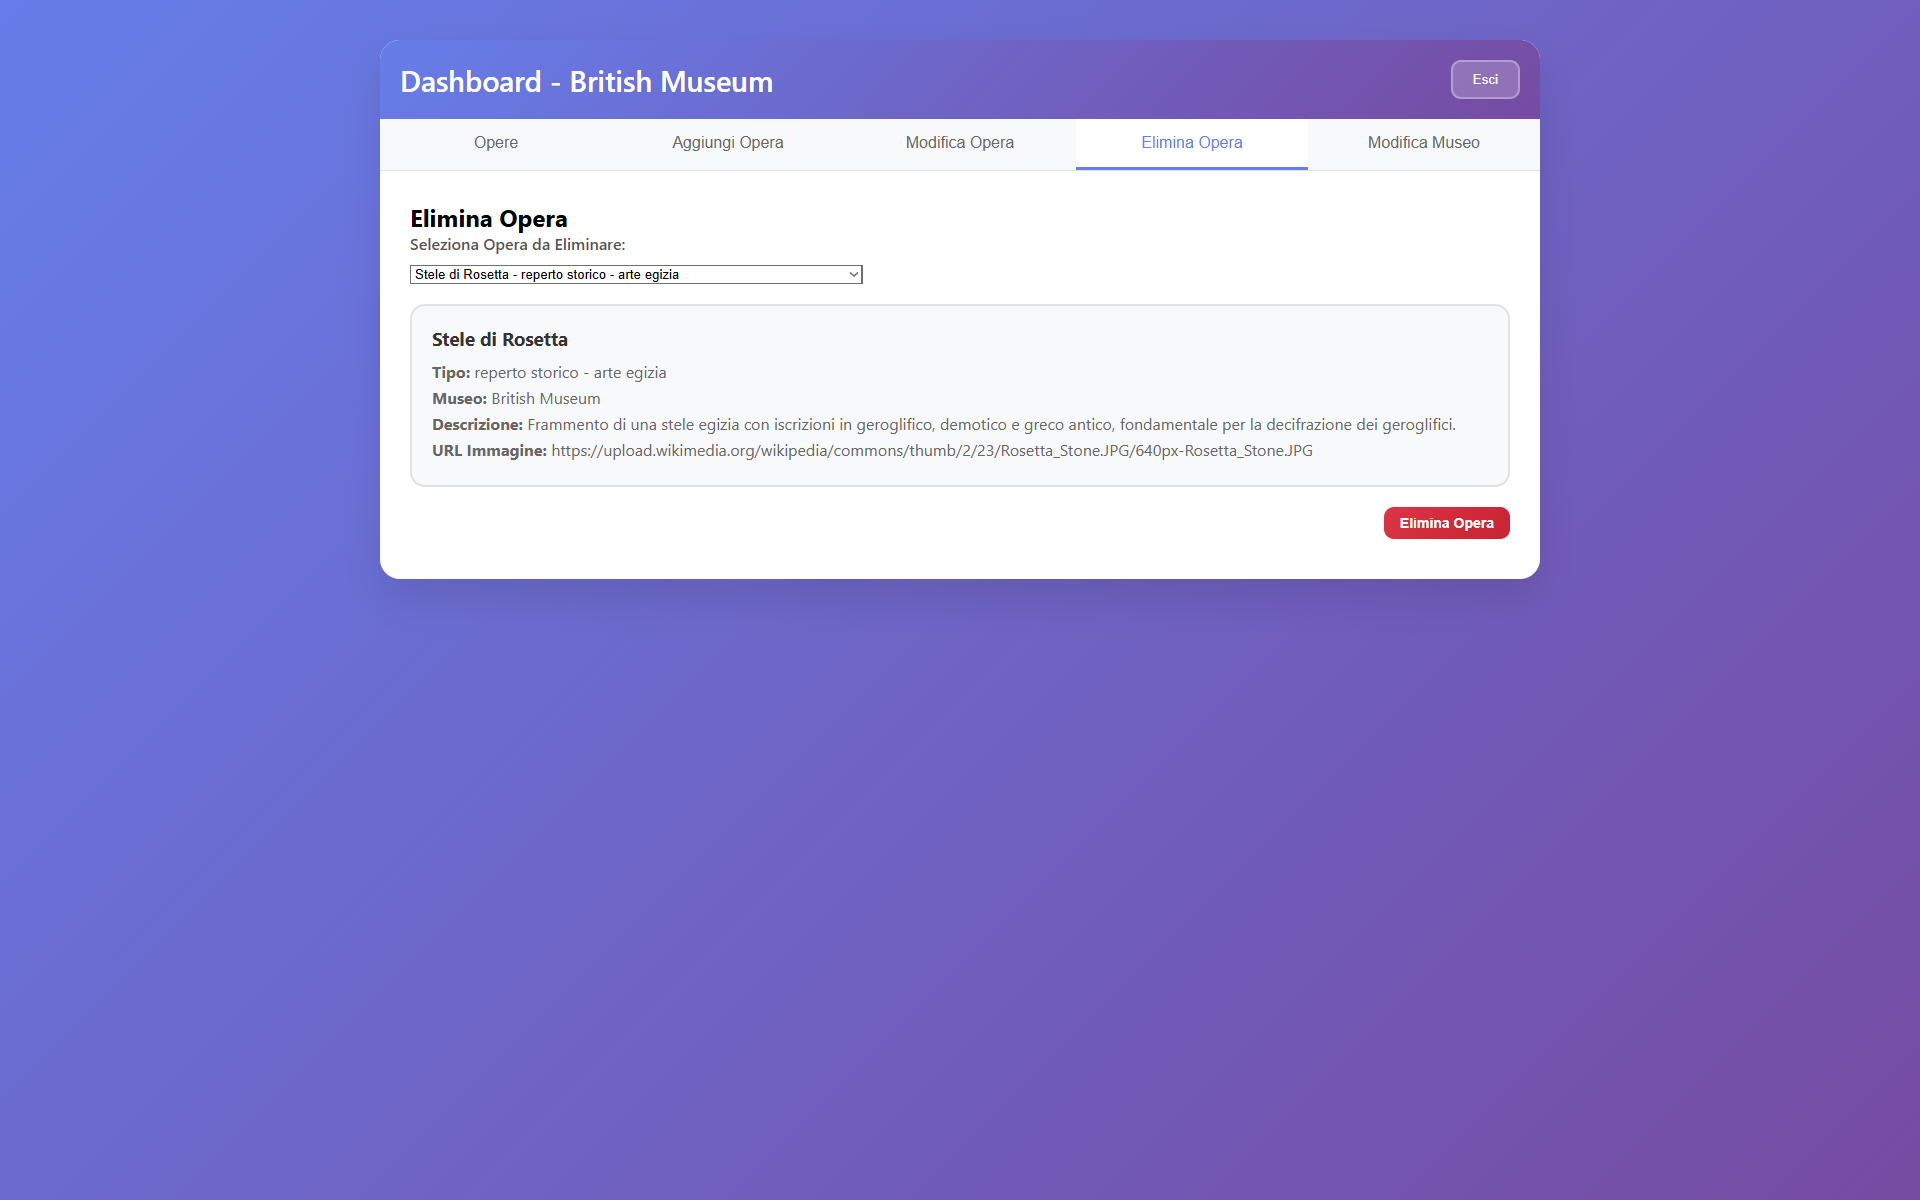 Dashboard - British Museum
Esci
Opere
Aggiungi Opera
Modifica Opera
Elimina Opera
Modifica Museo
Elimina Opera
Seleziona Opera da Eliminare:
Stele di Rosetta - reperto storico - arte egizia
Stele di Rosetta
Tipo: reperto storico - arte egizia
Museo: British Museum
Descrizione: Frammento di una stele egizia con iscrizioni in geroglifico, demotico e greco antico, fondamentale per la decifrazione dei geroglifici.
URL Immagine: https://upload.wikimedia.org/wikipedia/commons/thumb/2/23/Rosetta_Stone.JPG/640px-Rosetta_Stone.JPG
Elimina Opera